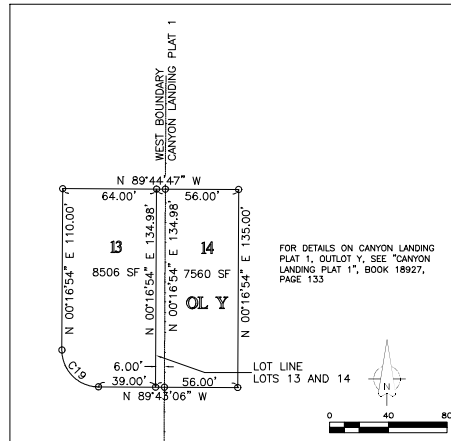 WEST BOUNDARY
CANYON LANDING PLAT 1
N 89°44'47" W
64.00'
56.00'
N 00°16'54" E 110.00'
13
8506 SF
N 00°16'54" E 134.98'
N 00°16'54" E 134.98'
14
7560 SF
OL Y
N 00°16'54" E 135.00'
FOR DETAILS ON CANYON LANDING
PLAT 1, OUTLOT Y, SEE "CANYON
LANDING PLAT 1", BOOK 18927,
PAGE 133
C19
6.00'
39.00'
56.00'
N 89°43'06" W
LOT LINE
LOTS 13 AND 14
N
0 40 80